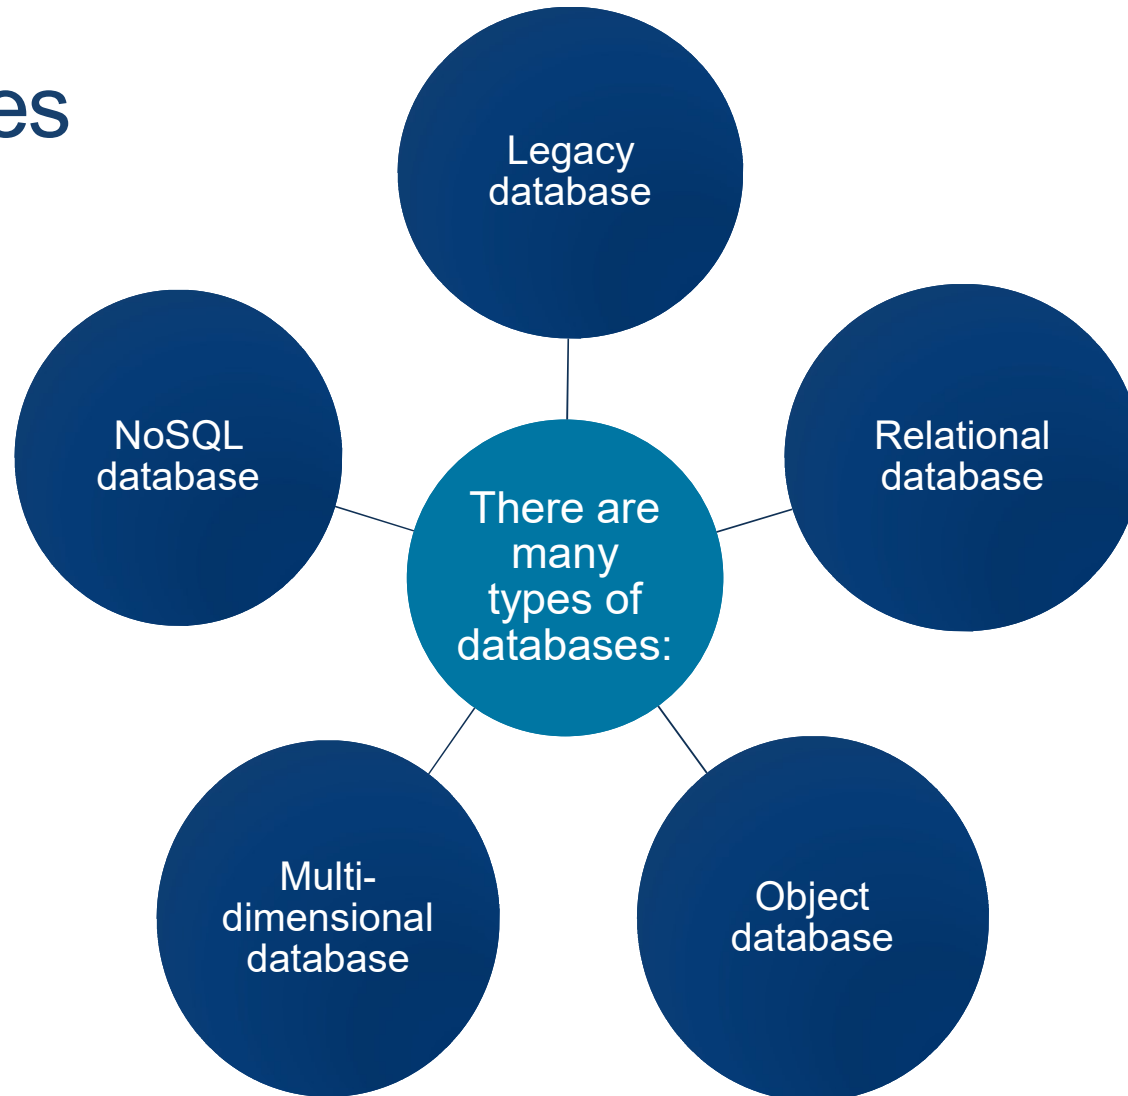 es
Legacy
database
NoSQL
database
Relational
database
There are
many
types of
databases:
Multi-
dimensional
database
Object
database